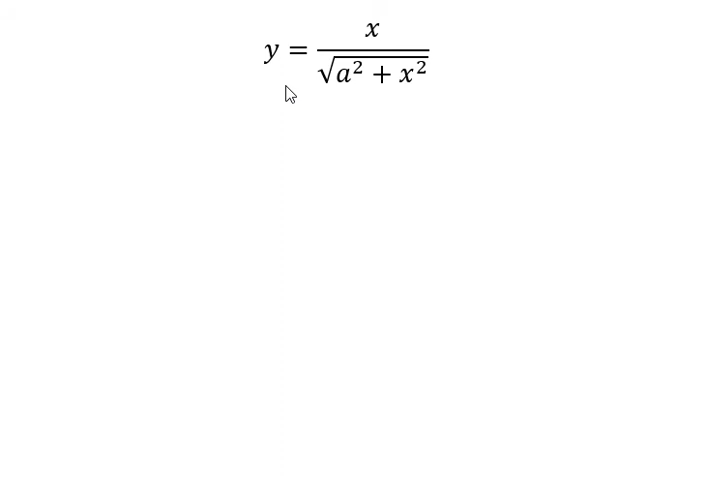 y = x / √(a² + x²)